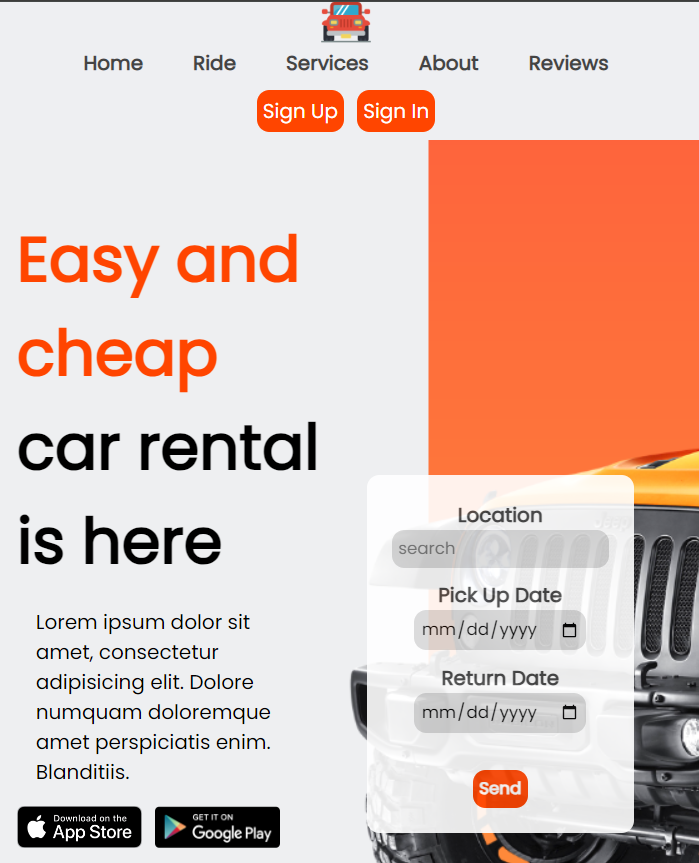 Home Ride Services About Reviews
Sign Up Sign In
Easy and
cheap
car rental
is here
Lorem ipsum dolor sit
amet, consectetur
adipisicing elit. Dolore
numquam doloremque
amet perspiciatis enim.
Blanditiis.
Download on the
App Store
GET IT ON
Google Play
Location
search
Pick Up Date
mm/dd/yyyy
Return Date
mm/dd/yyyy
Send